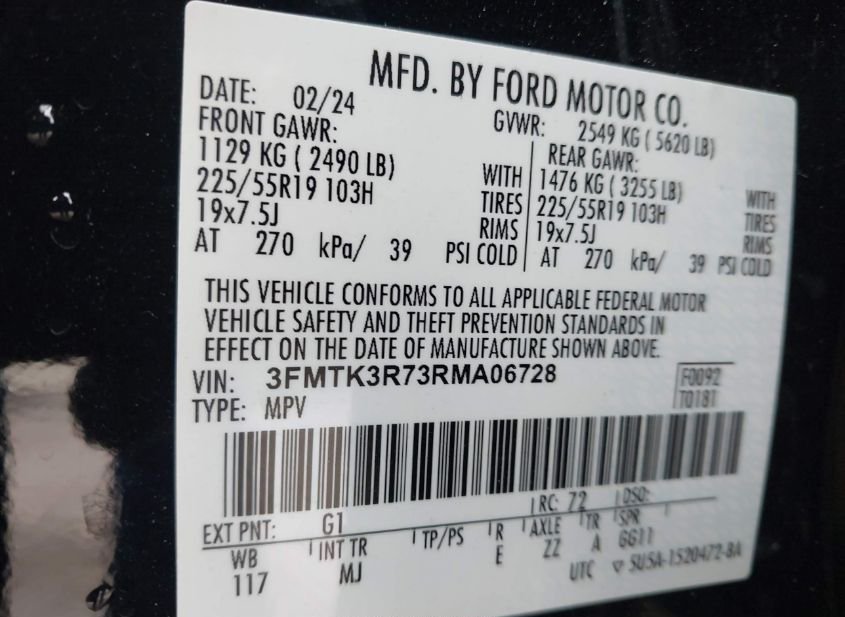 MFD. BY FORD MOTOR CO.
DATE: 02/24
GVWR: 2549 KG ( 5620 LB)
FRONT GAWR:
1129 KG ( 2490 LB) WITH
225/55R19 103H TIRES
19x7.5J RIMS
AT 270 kPa/ 39 PSI COLD
REAR GAWR:
1476 KG ( 3255 LB) WITH
225/55R19 103H TIRES
19x7.5J RIMS
AT 270 kPa/ 39 PSI COLD
THIS VEHICLE CONFORMS TO ALL APPLICABLE FEDERAL MOTOR
VEHICLE SAFETY AND THEFT PREVENTION STANDARDS IN
EFFECT ON THE DATE OF MANUFACTURE SHOWN ABOVE.
VIN: 3FMTK3R73RMA06728 F0092
TYPE: MPV T0181
EXT PNT: G1 RC: 72 DSO:
WB INT TR TP/PS R AXLE TR SPR
117 MJ E ZZ A GG11
UTC 5U5A-1520472-BA